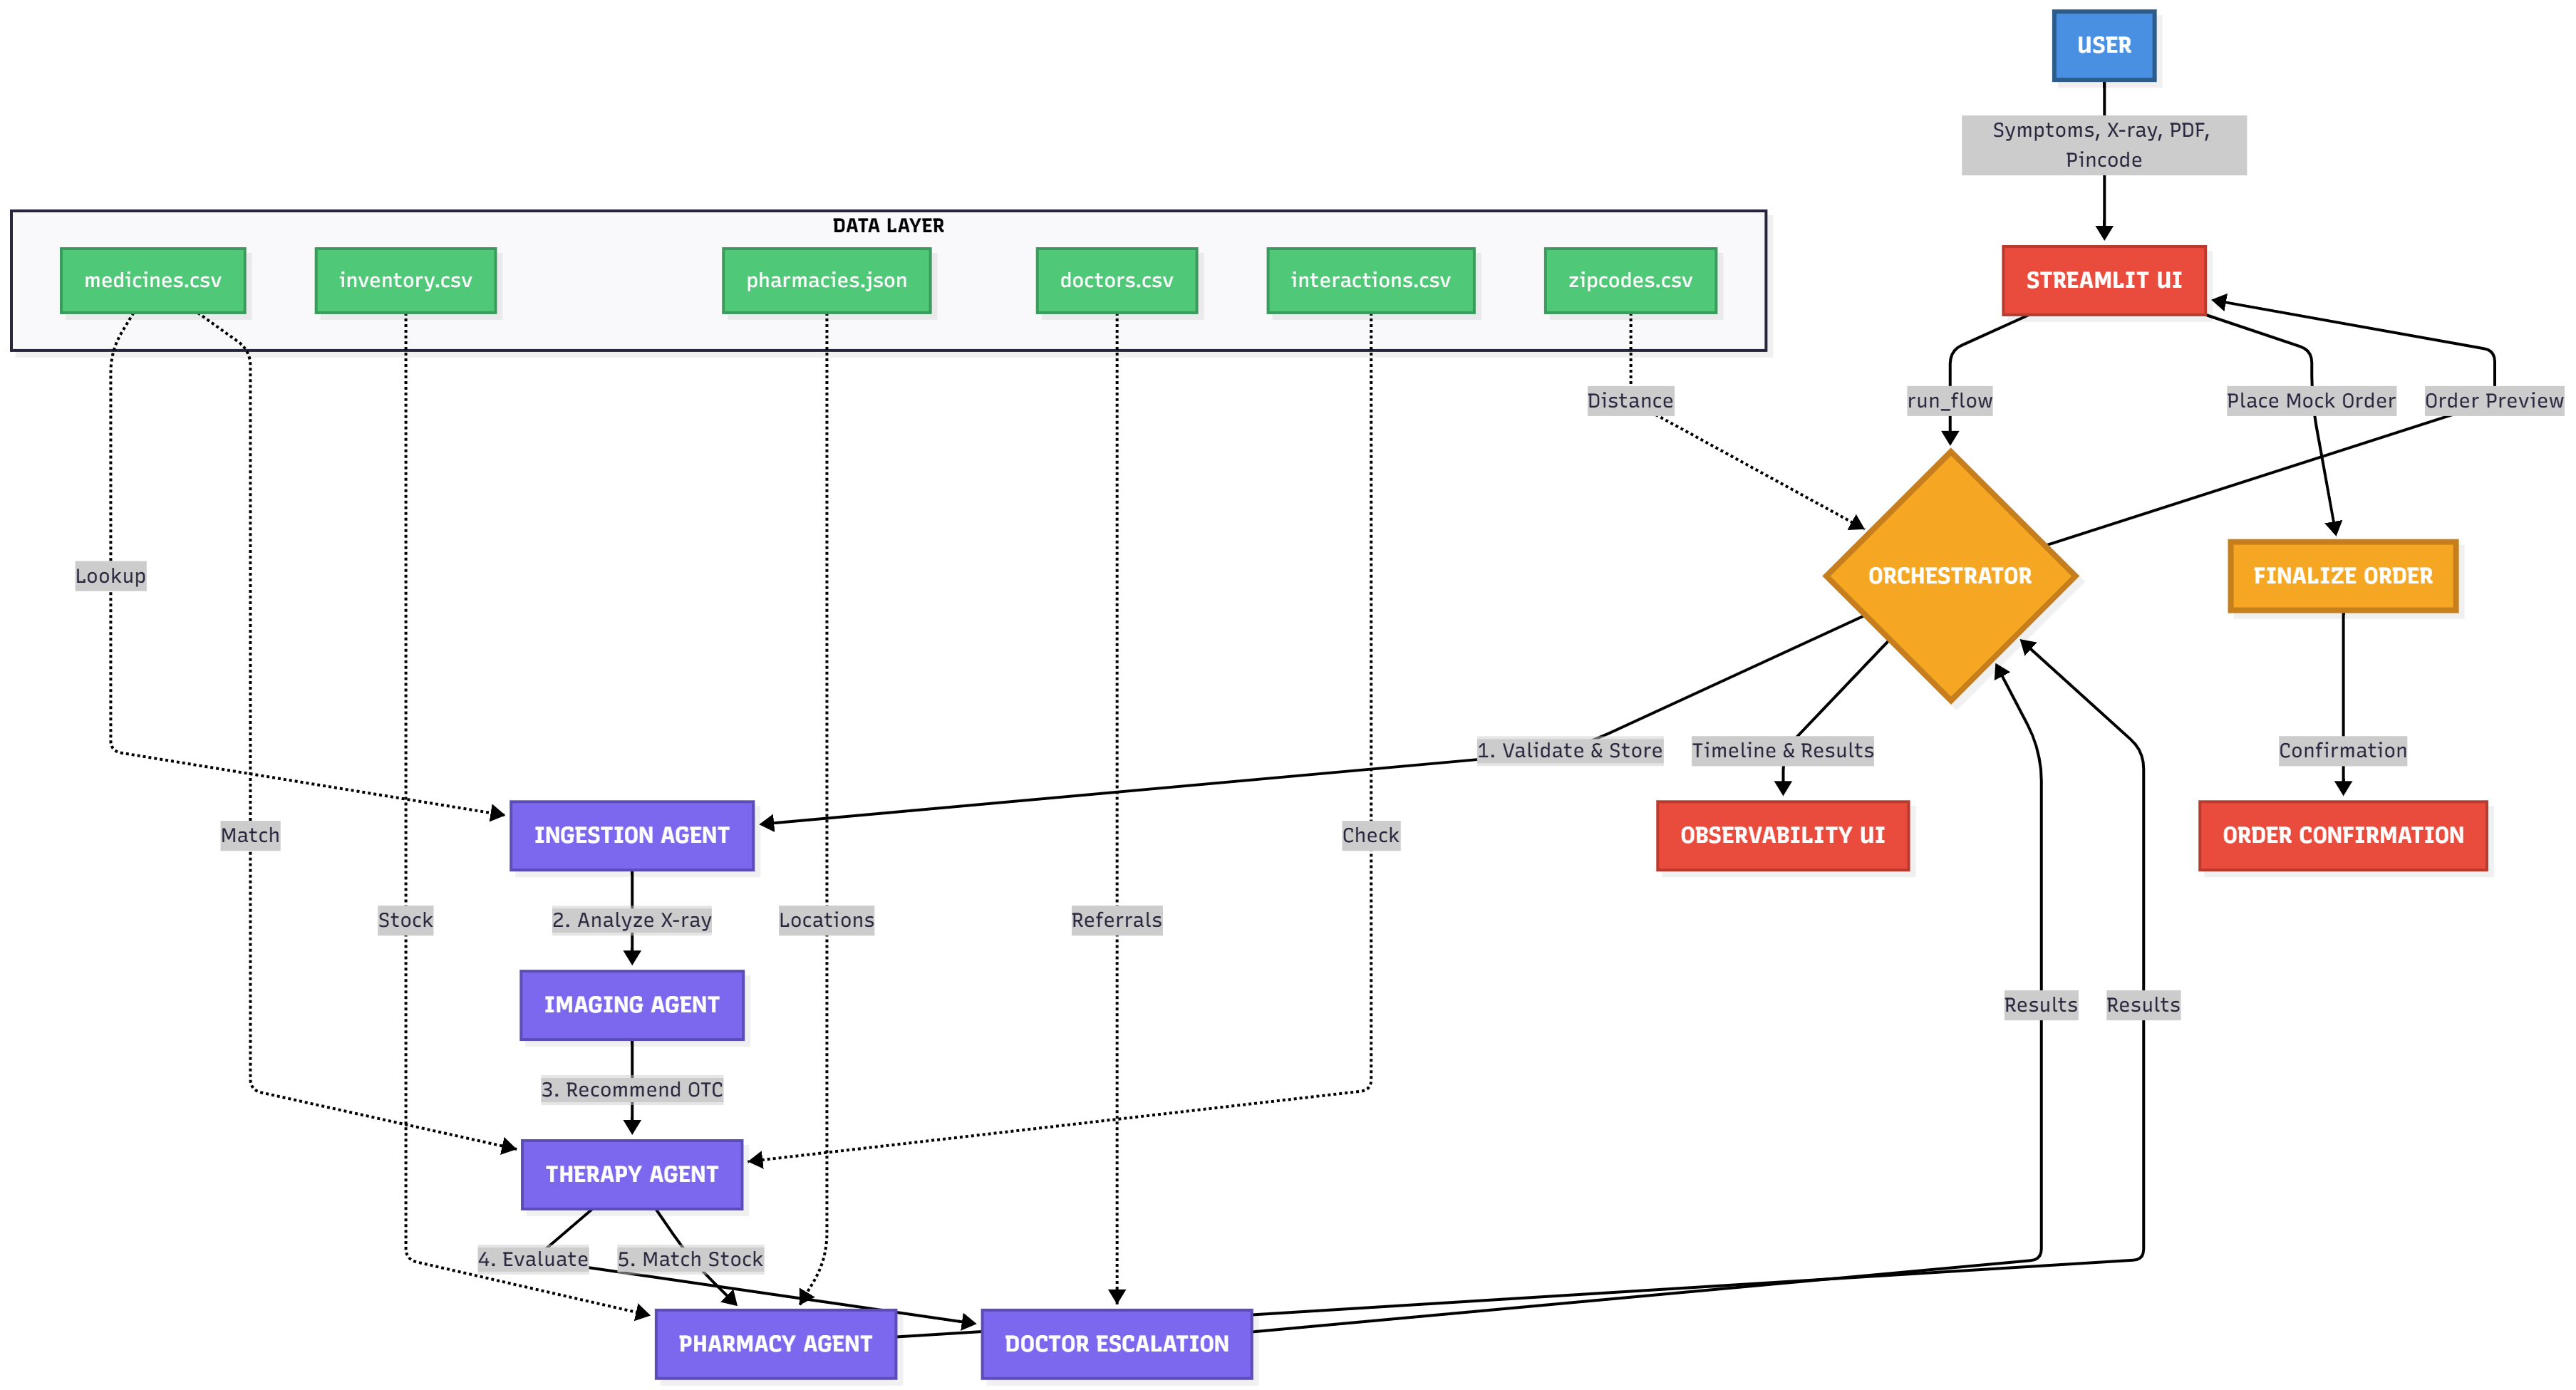 USER
Symptoms, X-ray, PDF,
Pincode
DATA LAYER
medicines.csv
inventory.csv
pharmacies.json
doctors.csv
interactions.csv
zipcodes.csv
STREAMLIT UI
Distance
run_flow
Place Mock Order
Order Preview
Lookup
ORCHESTRATOR
FINALIZE ORDER
1. Validate & Store
Timeline & Results
Confirmation
Match
INGESTION AGENT
Check
OBSERVABILITY UI
ORDER CONFIRMATION
Stock
2. Analyze X-ray
Locations
Referrals
IMAGING AGENT
Results
Results
3. Recommend OTC
THERAPY AGENT
4. Evaluate
5. Match Stock
PHARMACY AGENT
DOCTOR ESCALATION